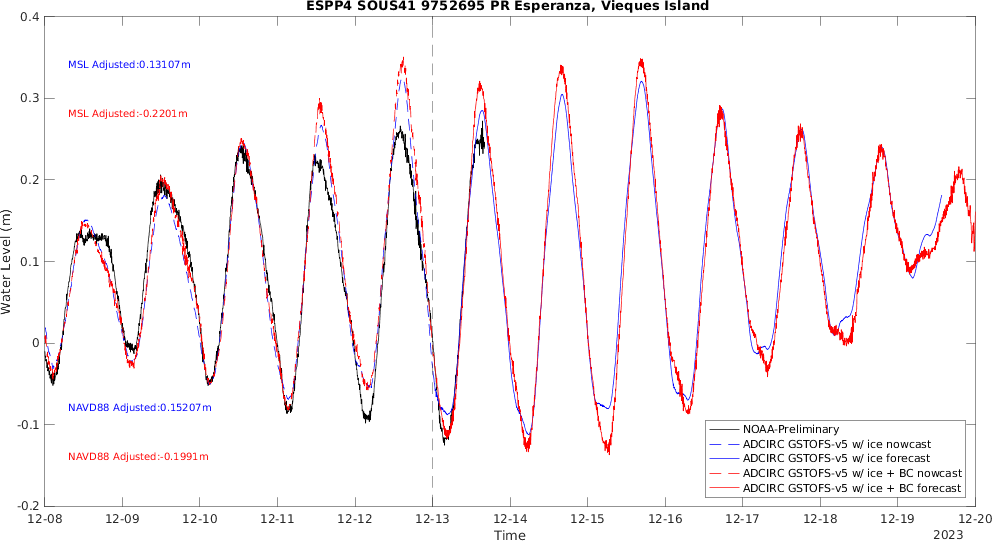 ESPP4 SOUS41 9752695 PR Esperanza, Vieques Island
0.4
0.3
0.2
0.1
0
-0.1
-0.2
Water Level (m)
MSL Adjusted:0.13107m
MSL Adjusted:-0.2201m
NAVD88 Adjusted:0.15207m
NAVD88 Adjusted:-0.1991m
NOAA-Preliminary
ADCIRC GSTOFS-v5 w/ ice nowcast
ADCIRC GSTOFS-v5 w/ ice forecast
ADCIRC GSTOFS-v5 w/ ice + BC nowcast
ADCIRC GSTOFS-v5 w/ ice + BC forecast
12-08 12-09 12-10 12-11 12-12 12-13 12-14 12-15 12-16 12-17 12-18 12-19 12-20
Time
2023